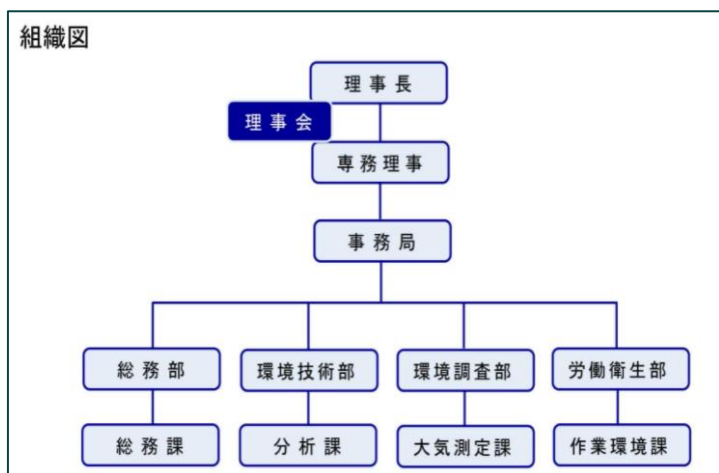 組織図
理事長
理事会
専務理事
事務局
総務部 環境技術部 環境調査部 労働衛生部
総務課 分析課 大気測定課 作業環境課